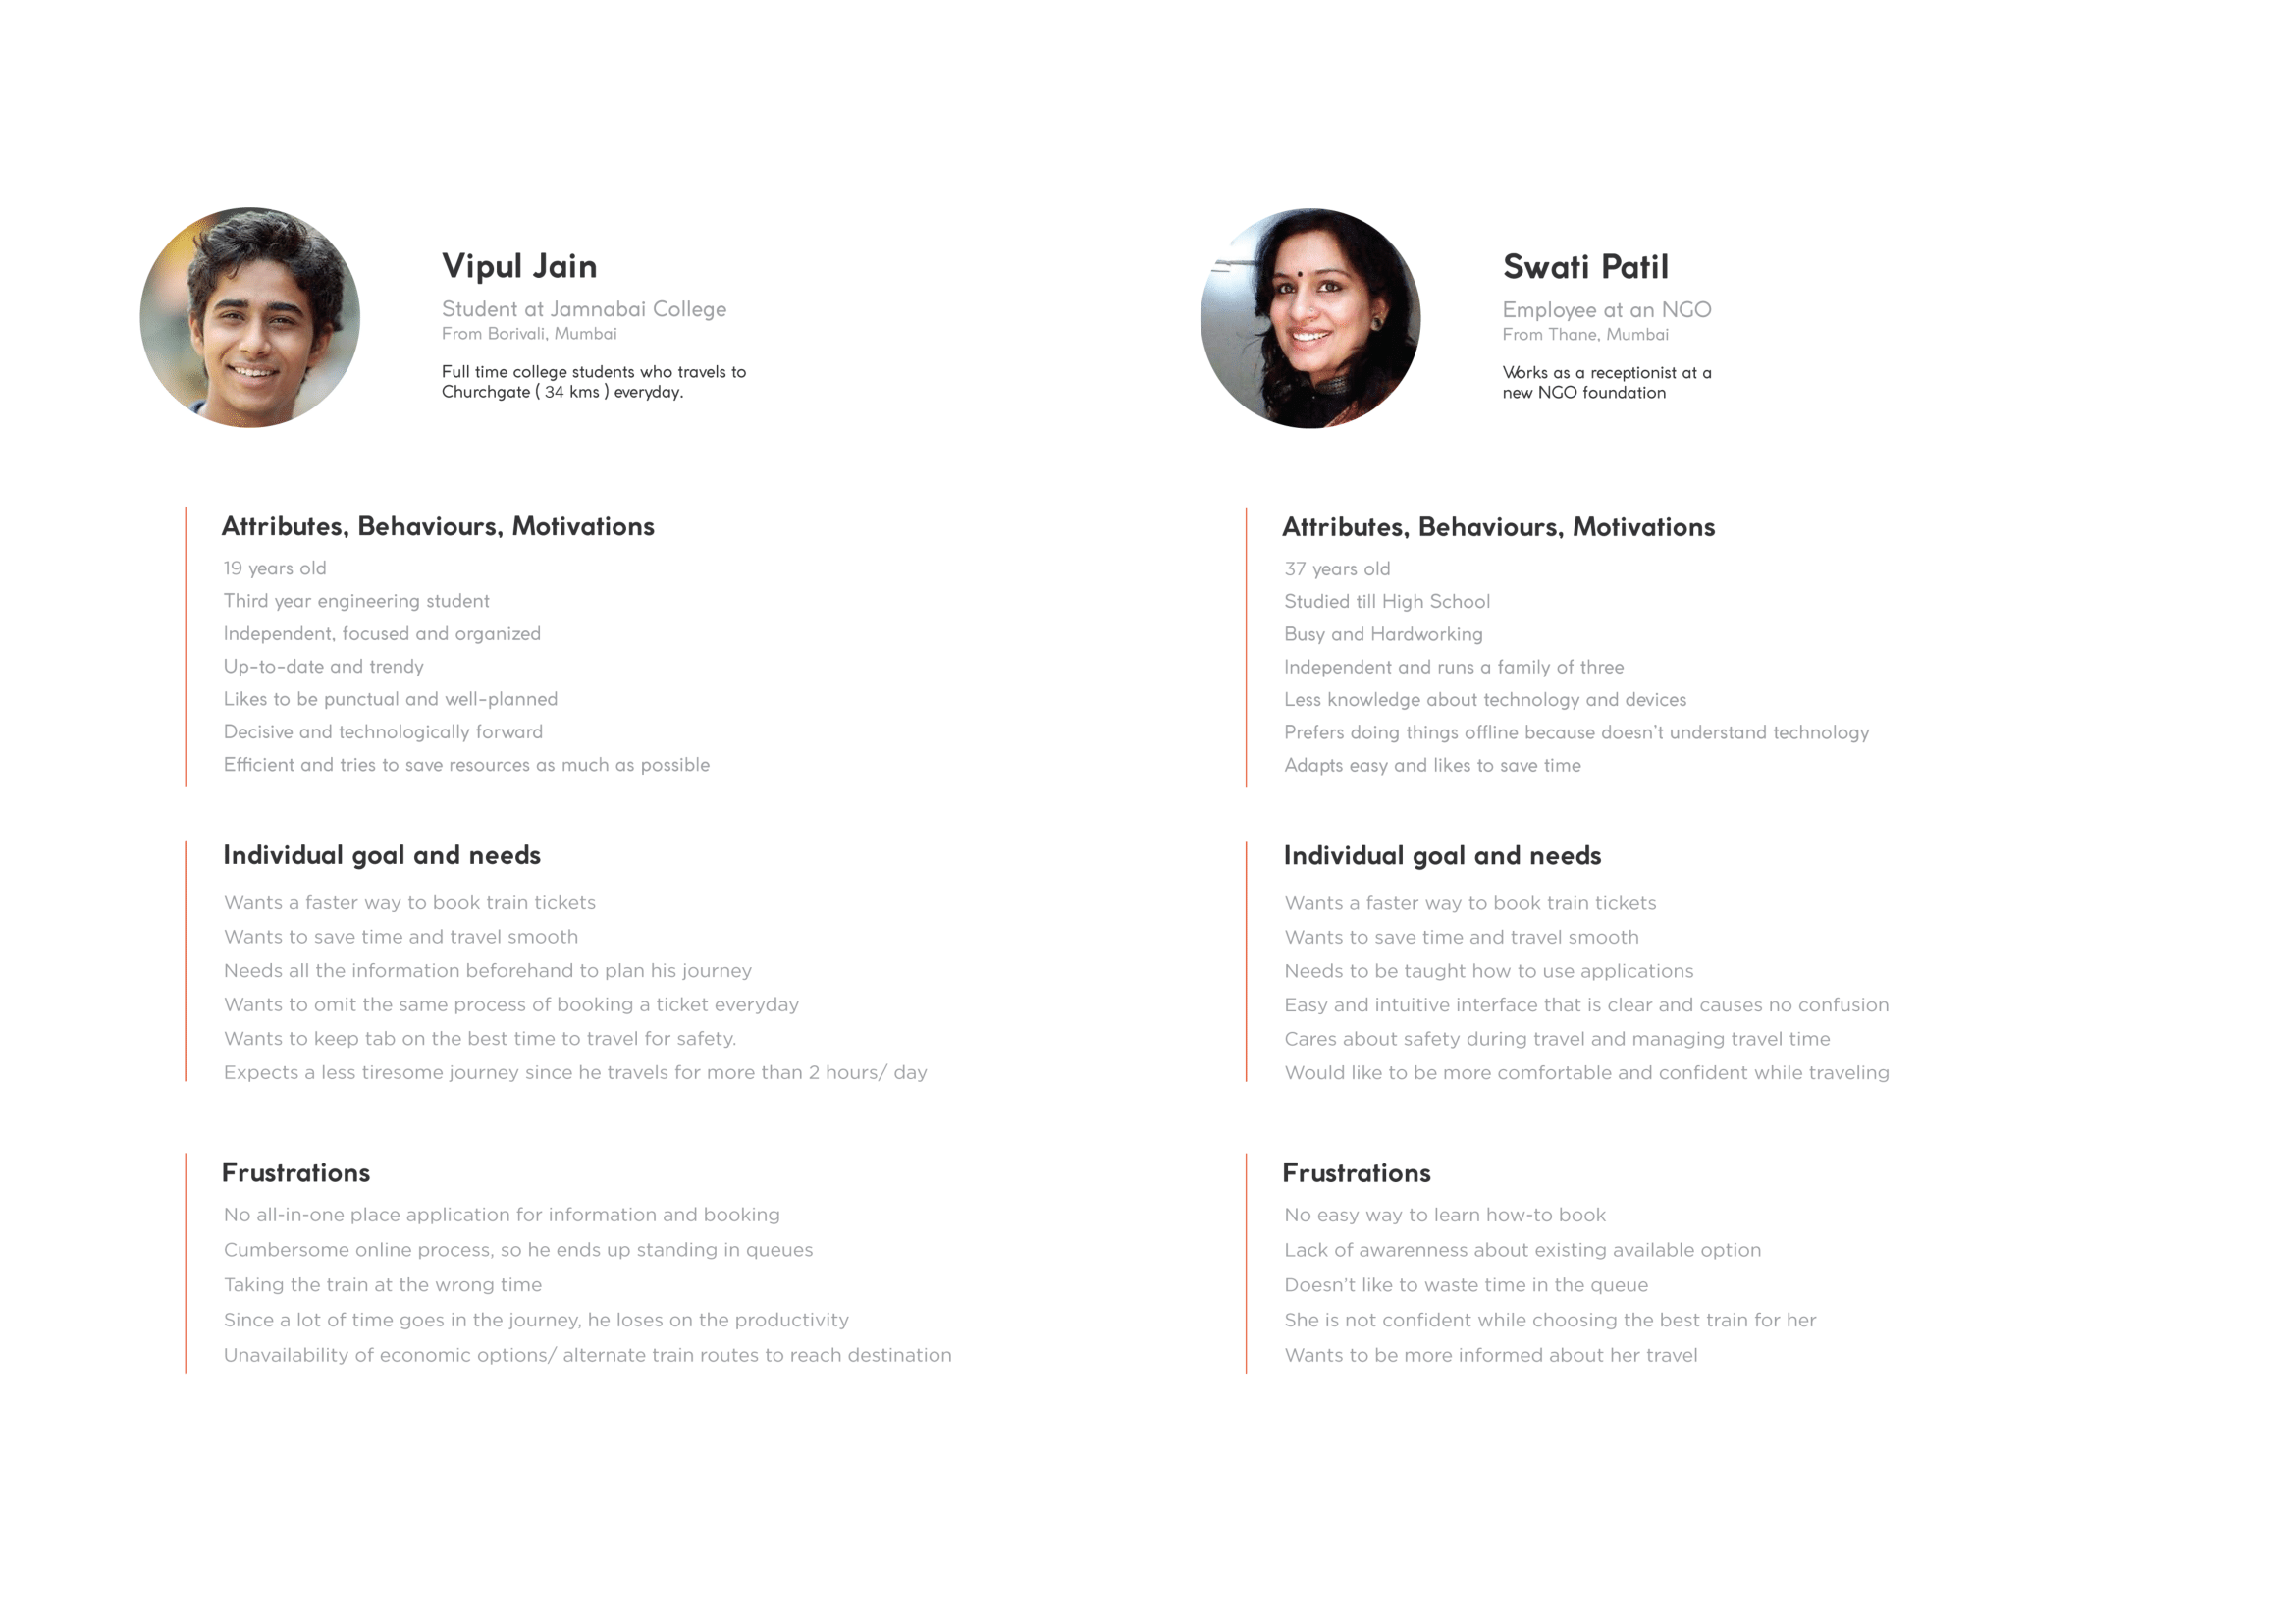 Vipul Jain
Student at Jamnabai College
From Borivali, Mumbai
Full time college students who travels to
Churchgate ( 34 kms ) everyday.
Attributes, Behaviours, Motivations
19 years old
Third year engineering student
Independent, focused and organized
Up-to-date and trendy
Likes to be punctual and well-planned
Decisive and technologically forward
Efficient and tries to save resources as much as possible
Individual goal and needs
Wants a faster way to book train tickets
Wants to save time and travel smooth
Needs all the information beforehand to plan his journey
Wants to omit the same process of booking a ticket everyday
Wants to keep tab on the best time to travel for safety.
Expects a less tiresome journey since he travels for more than 2 hours/ day
Frustrations
No all-in-one place application for information and booking
Cumbersome online process, so he ends up standing in queues
Taking the train at the wrong time
Since a lot of time goes in the journey, he loses on the productivity
Unavailability of economic options/ alternate train routes to reach destination
Swati Patil
Employee at an NGO
From Thane, Mumbai
Works as a receptionist at a
new NGO foundation
Attributes, Behaviours, Motivations
37 years old
Studied till High School
Busy and Hardworking
Independent and runs a family of three
Less knowledge about technology and devices
Prefers doing things offline because doesn't understand technology
Adapts easy and likes to save time
Individual goal and needs
Wants a faster way to book train tickets
Wants to save time and travel smooth
Needs to be taught how to use applications
Easy and intuitive interface that is clear and causes no confusion
Cares about safety during travel and managing travel time
Would like to be more comfortable and confident while traveling
Frustrations
No easy way to learn how-to book
Lack of awarenness about existing available option
Doesn't like to waste time in the queue
She is not confident while choosing the best train for her
Wants to be more informed about her travel